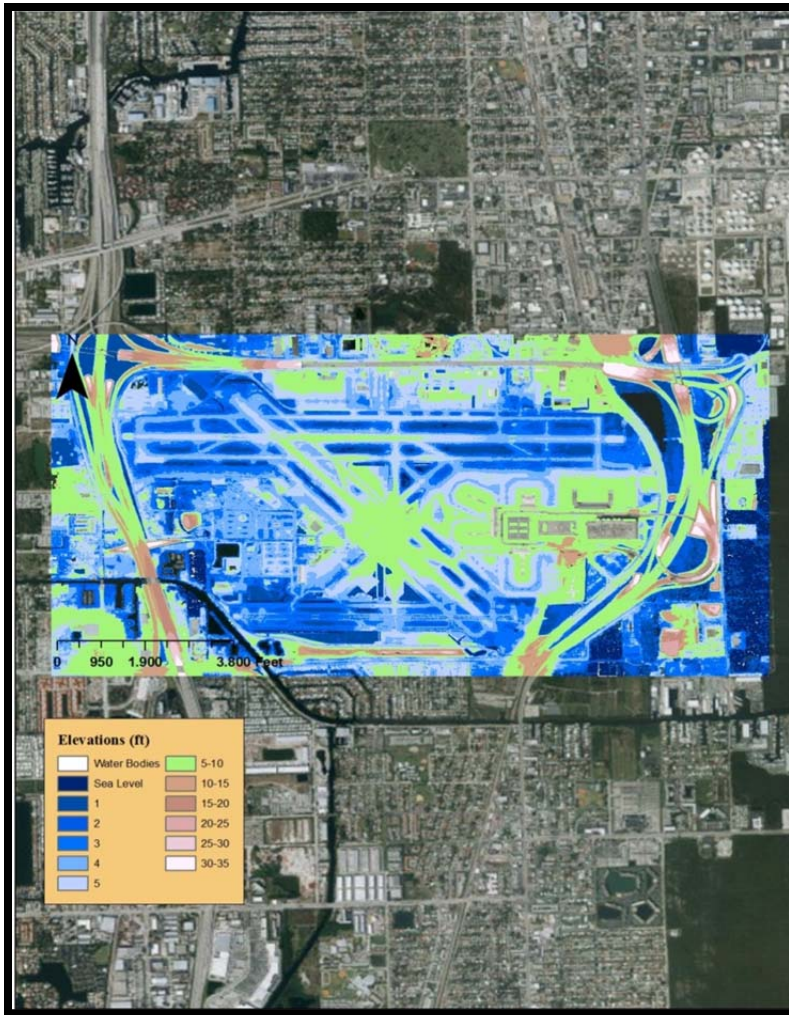 N
0 950 1.900 3.800 Feet
Elevations (ft)
Water Bodies
Sea Level
1
2
3
4
5
5-10
10-15
15-20
20-25
25-30
30-35